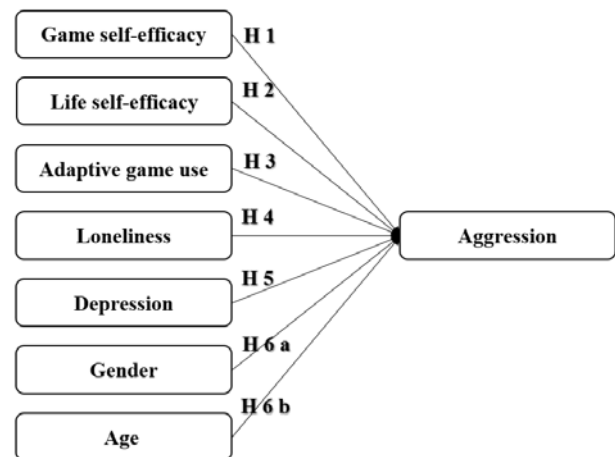 Game self-efficacy
H 1
Life self-efficacy
H 2
Adaptive game use
H 3
Loneliness
H 4
Aggression
Depression
H 5
Gender
H 6 a
Age
H 6 b